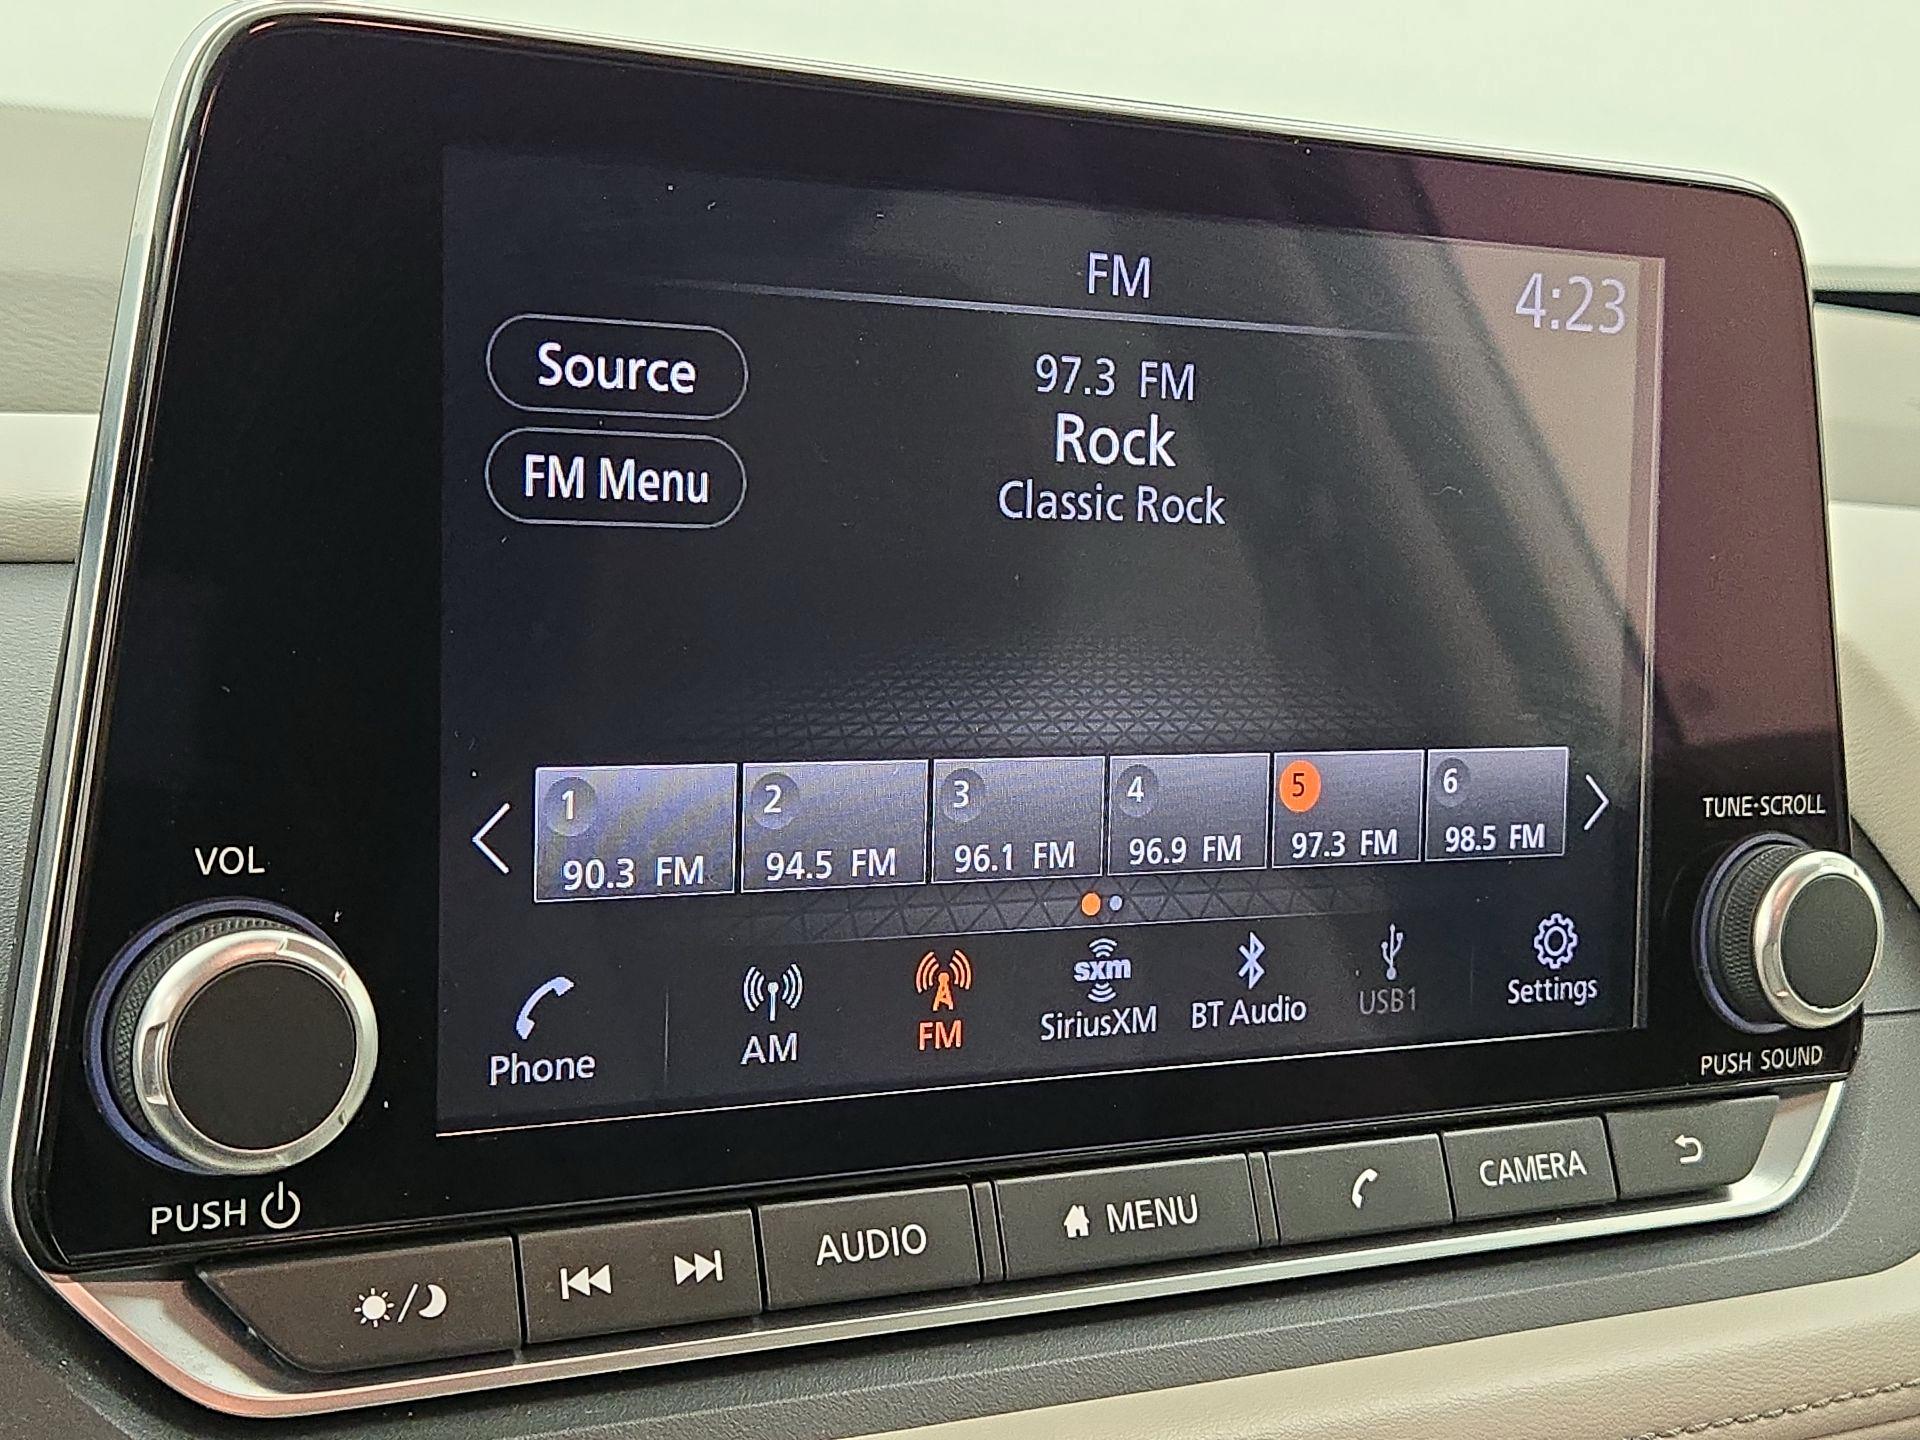 FM
4:23
Source
97.3 FM
Rock
FM Menu
Classic Rock
1 2 3 4 5 6
90.3 FM 94.5 FM 96.1 FM 96.9 FM 97.3 FM 98.5 FM
VOL
TUNE·SCROLL
Phone AM FM sxm SiriusXM BT Audio USB1 Settings
PUSH
PUSH SOUND
AUDIO MENU CAMERA